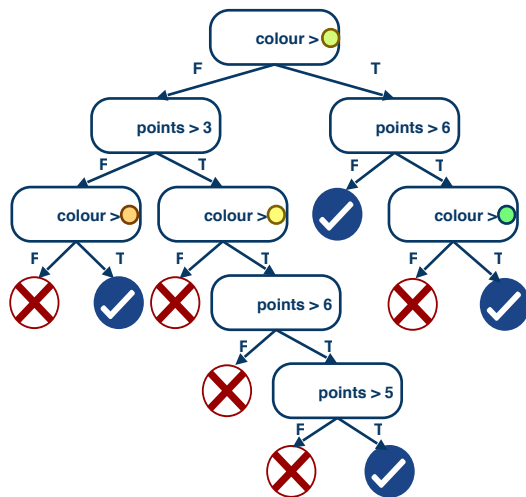 colour >
F T
points > 3 points > 6
F T F T
colour > colour > colour >
F T F T F T
points > 6
F T
points > 5
F T